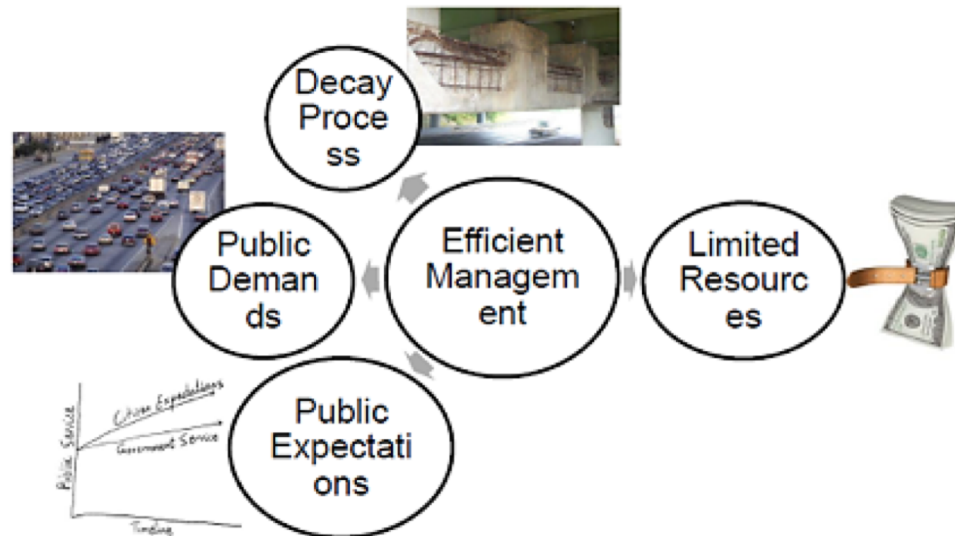 Decay
Proce
ss
Public
Deman
ds
Efficient
Managem
ent
Limited
Resourc
es
Public
Expectati
ons
Citizen Expectations
Government Service
Public Service
Timeline